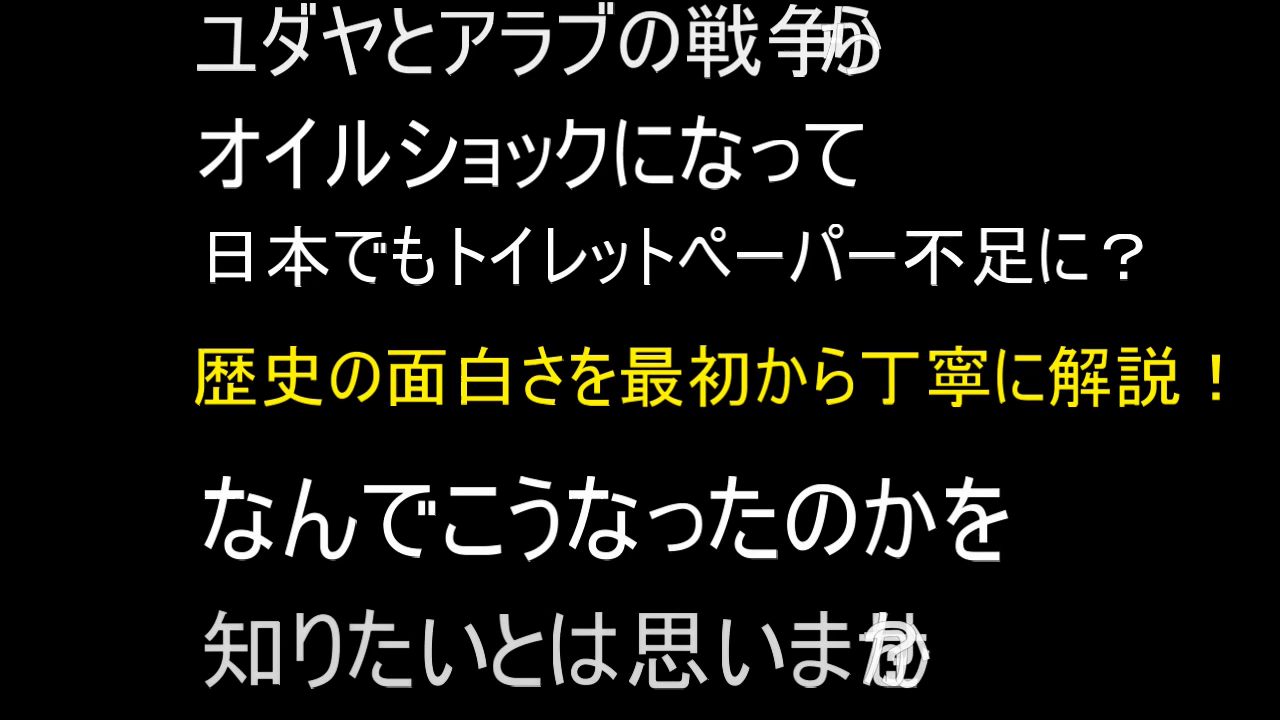 ユダヤとアラブの戦争
オイルショックになって
日本でもトイレットペーパー不足に？
歴史の面白さを最初から丁寧に解説！
なんでこうなったのかを
知りたいとは思いま